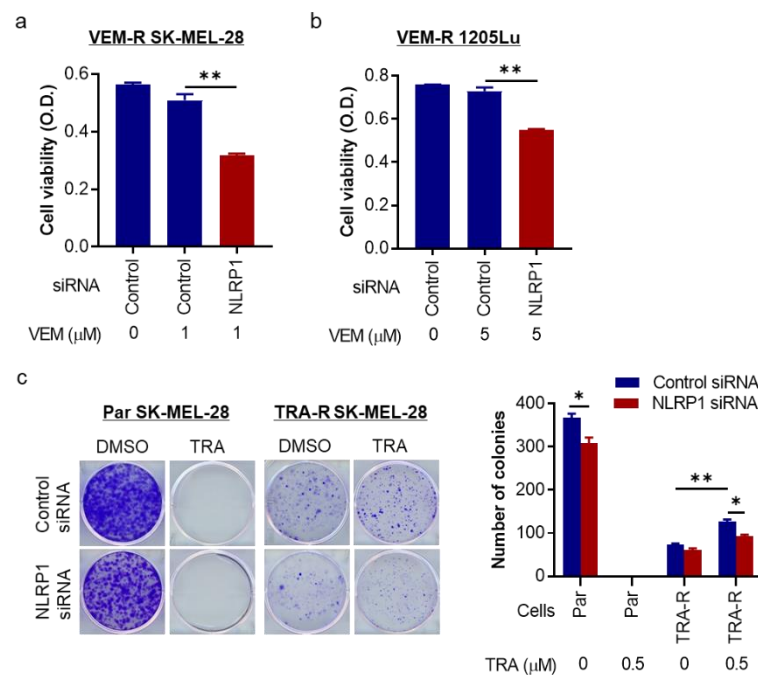 a
VEM-R SK-MEL-28
Cell viability (O.D.)
0.6
0.4
0.2
0.0
**
siRNA
Control
Control
NLRP1
VEM (μM)
0
1
1
b
VEM-R 1205Lu
Cell viability (O.D.)
0.8
0.6
0.4
0.2
0.0
**
siRNA
Control
Control
NLRP1
VEM (μM)
0
5
5
c
Par SK-MEL-28
TRA-R SK-MEL-28
DMSO
TRA
DMSO
TRA
Control
siRNA
NLRP1
siRNA
Control siRNA
NLRP1 siRNA
Number of colonies
400
300
200
100
0
*
**
*
Cells
Par
Par
TRA-R
TRA-R
TRA (μM)
0
0.5
0
0.5